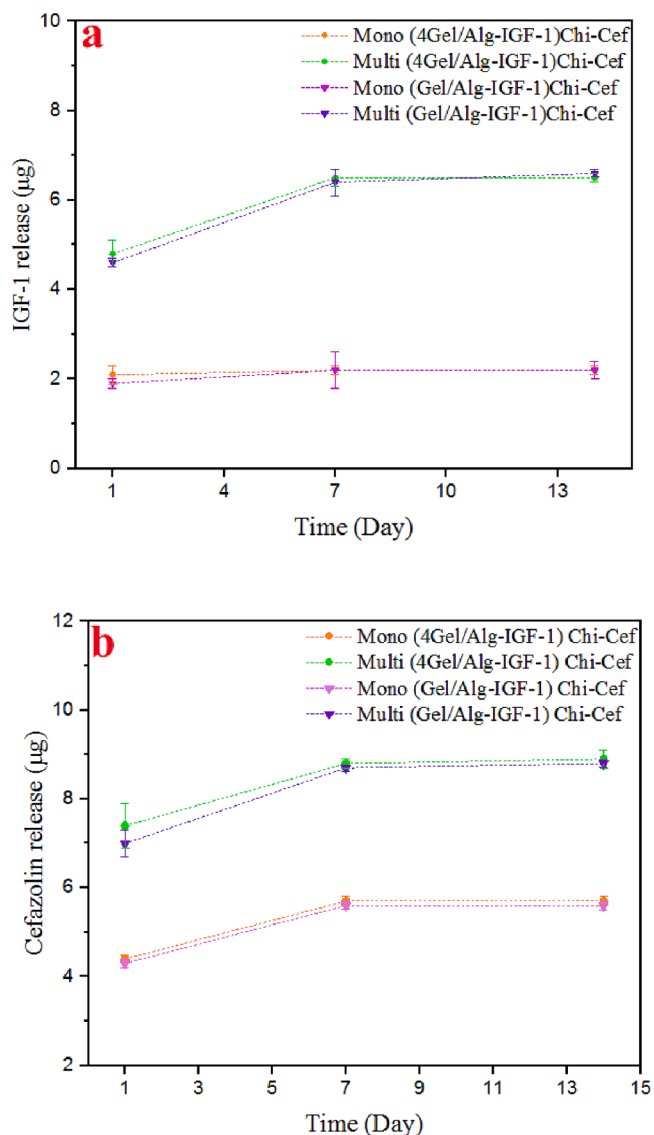 a
10
8
6
4
2
0
IGF-1 release (μg)
Mono (4Gel/Alg-IGF-1)Chi-Cef
Multi (4Gel/Alg-IGF-1)Chi-Cef
Mono (Gel/Alg-IGF-1)Chi-Cef
Multi (Gel/Alg-IGF-1)Chi-Cef
1 4 7 10 13
Time (Day)
b
12
10
8
6
4
2
Cefazolin release (μg)
Mono (4Gel/Alg-IGF-1) Chi-Cef
Multi (4Gel/Alg-IGF-1) Chi-Cef
Mono (Gel/Alg-IGF-1) Chi-Cef
Multi (Gel/Alg-IGF-1) Chi-Cef
1 3 5 7 9 11 13 15
Time (Day)